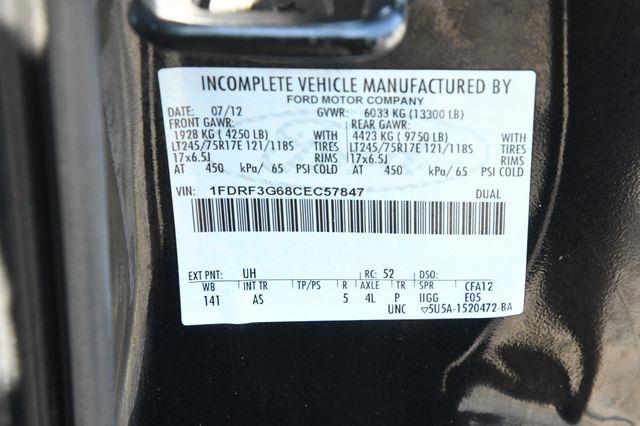 INCOMPLETE VEHICLE MANUFACTURED BY
FORD MOTOR COMPANY
DATE: 07/12 GVWR: 6033 KG (13300 LB)
FRONT GAWR: REAR GAWR:
1928 KG ( 4250 LB) WITH 4423 KG ( 9750 LB) WITH
LT245/75R17E 121/118S TIRES LT245/75R17E 121/118S TIRES
17x6.5J RIMS 17x6.5J RIMS
AT 450 kPa/ 65 PSI COLD AT 450 kPa/ 65 PSI COLD
VIN: 1FDRF3G68CEC57847 DUAL
EXT PNT: UH RC: 52 DSO:
WB INT TR TP/PS R AXLE TR SPR CFA12
141 AS 5 4L P IIGG E05
UNC ▽5U5A-1520472-BA